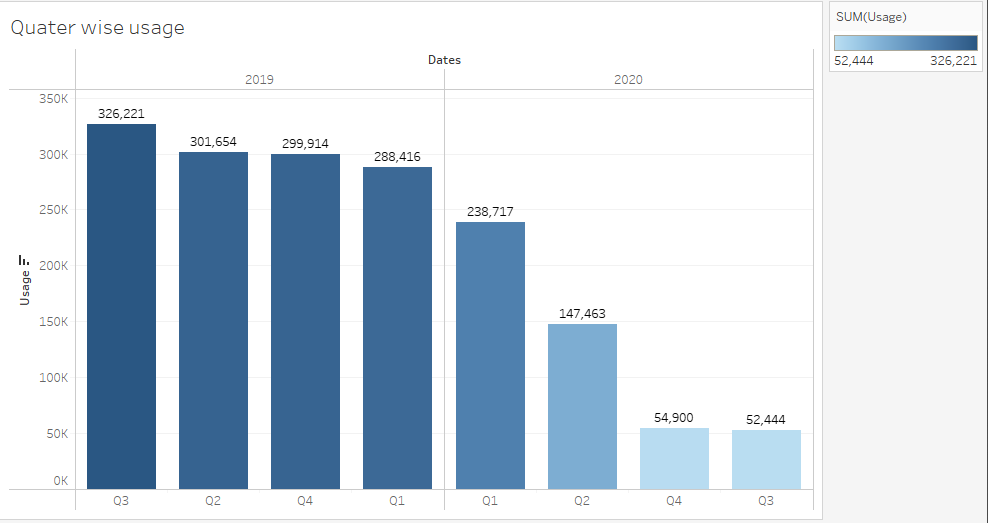 Quater wise usage
SUM(Usage)
52,444 326,221
Dates
2019 2020
350K
300K
250K
200K
150K
100K
50K
0K
Usage
326,221
301,654
299,914
288,416
238,717
147,463
54,900
52,444
Q3 Q2 Q4 Q1 Q1 Q2 Q4 Q3